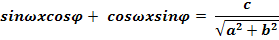 sinωxcosφ + cosωxsinφ = c / √(a² + b²)